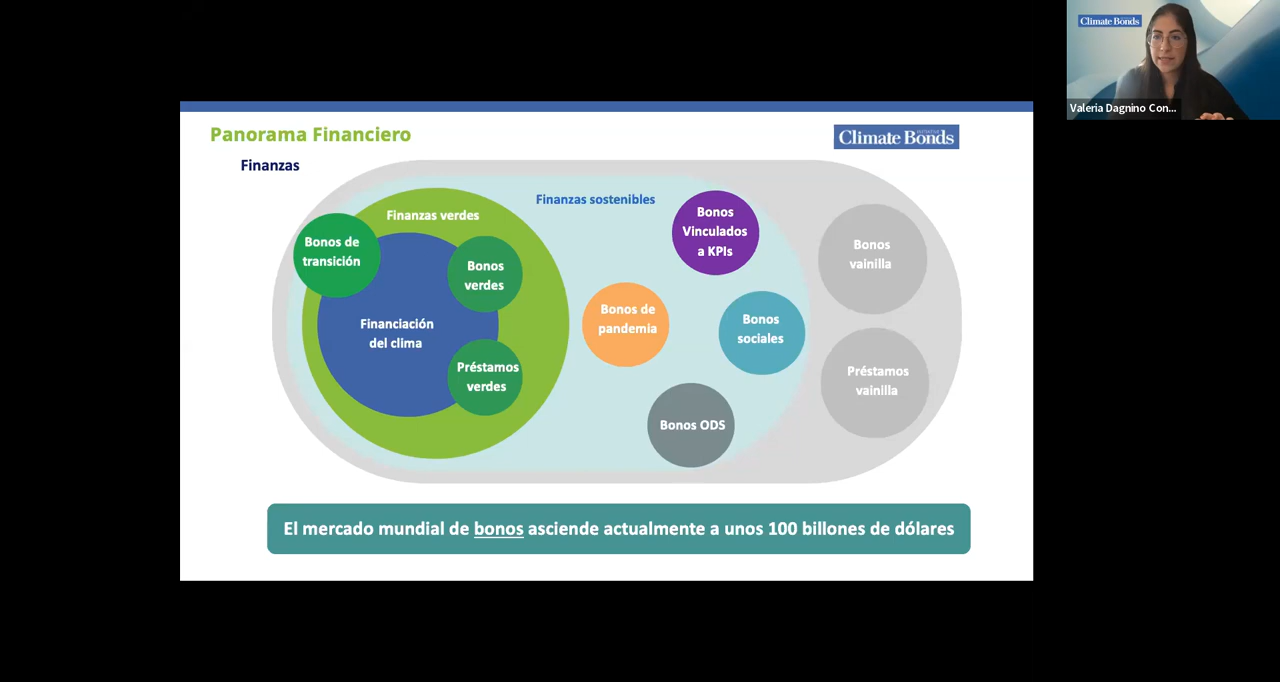 Climate Bonds
Valeria Dagnino Con...
Panorama Financiero
Climate Bonds
INITIATIVE
Finanzas
Finanzas sostenibles
Finanzas verdes
Bonos de
transición
Bonos
verdes
Financiación
del clima
Préstamos
verdes
Bonos
Vinculados
a KPIs
Bonos de
pandemia
Bonos
sociales
Bonos ODS
Bonos
vainilla
Préstamos
vainilla
El mercado mundial de bonos asciende actualmente a unos 100 billones de dólares